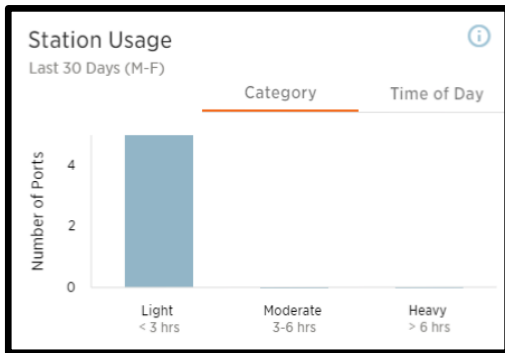 Station Usage
Last 30 Days (M-F)
Category
Time of Day
Number of Ports
4
2
0
Light
< 3 hrs
Moderate
3-6 hrs
Heavy
> 6 hrs